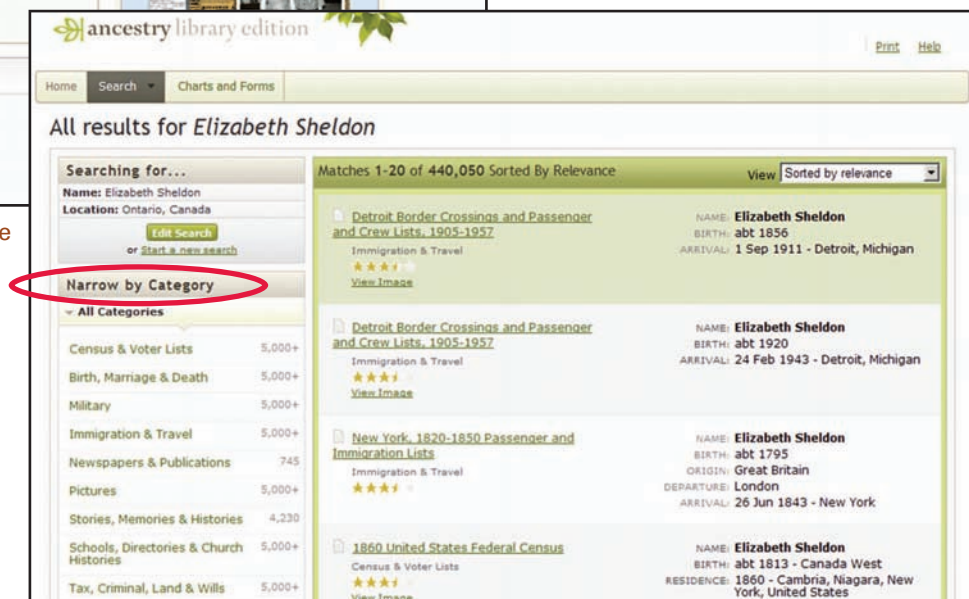 ancestry library edition
Print Help
Home Search Charts and Forms
All results for Elizabeth Sheldon
e
Searching for...
Name: Elizabeth Sheldon
Location: Ontario, Canada
Edit Search
or Start a new search
Narrow by Category
All Categories
Census & Voter Lists 5,000+
Birth, Marriage & Death 5,000+
Military 5,000+
Immigration & Travel 5,000+
Newspapers & Publications 745
Pictures 5,000+
Stories, Memories & Histories 4,230
Schools, Directories & Church 5,000+
Histories
Tax, Criminal, Land & Wills 5,000+
Matches 1-20 of 440,050 Sorted By Relevance View Sorted by relevance
Detroit Border Crossings and Passenger
and Crew Lists, 1905-1957
Immigration & Travel
View Image
NAME: Elizabeth Sheldon
BIRTH: abt 1856
ARRIVAL: 1 Sep 1911 - Detroit, Michigan
Detroit Border Crossings and Passenger
and Crew Lists, 1905-1957
Immigration & Travel
View Image
NAME: Elizabeth Sheldon
BIRTH: abt 1920
ARRIVAL: 24 Feb 1943 - Detroit, Michigan
New York, 1820-1850 Passenger and
Immigration Lists
Immigration & Travel
NAME: Elizabeth Sheldon
BIRTH: abt 1795
ORIGIN: Great Britain
DEPARTURE: London
ARRIVAL: 26 Jun 1843 - New York
1860 United States Federal Census
Census & Voter Lists
View Image
NAME: Elizabeth Sheldon
BIRTH: abt 1813 - Canada West
RESIDENCE: 1860 - Cambria, Niagara, New
York, United States